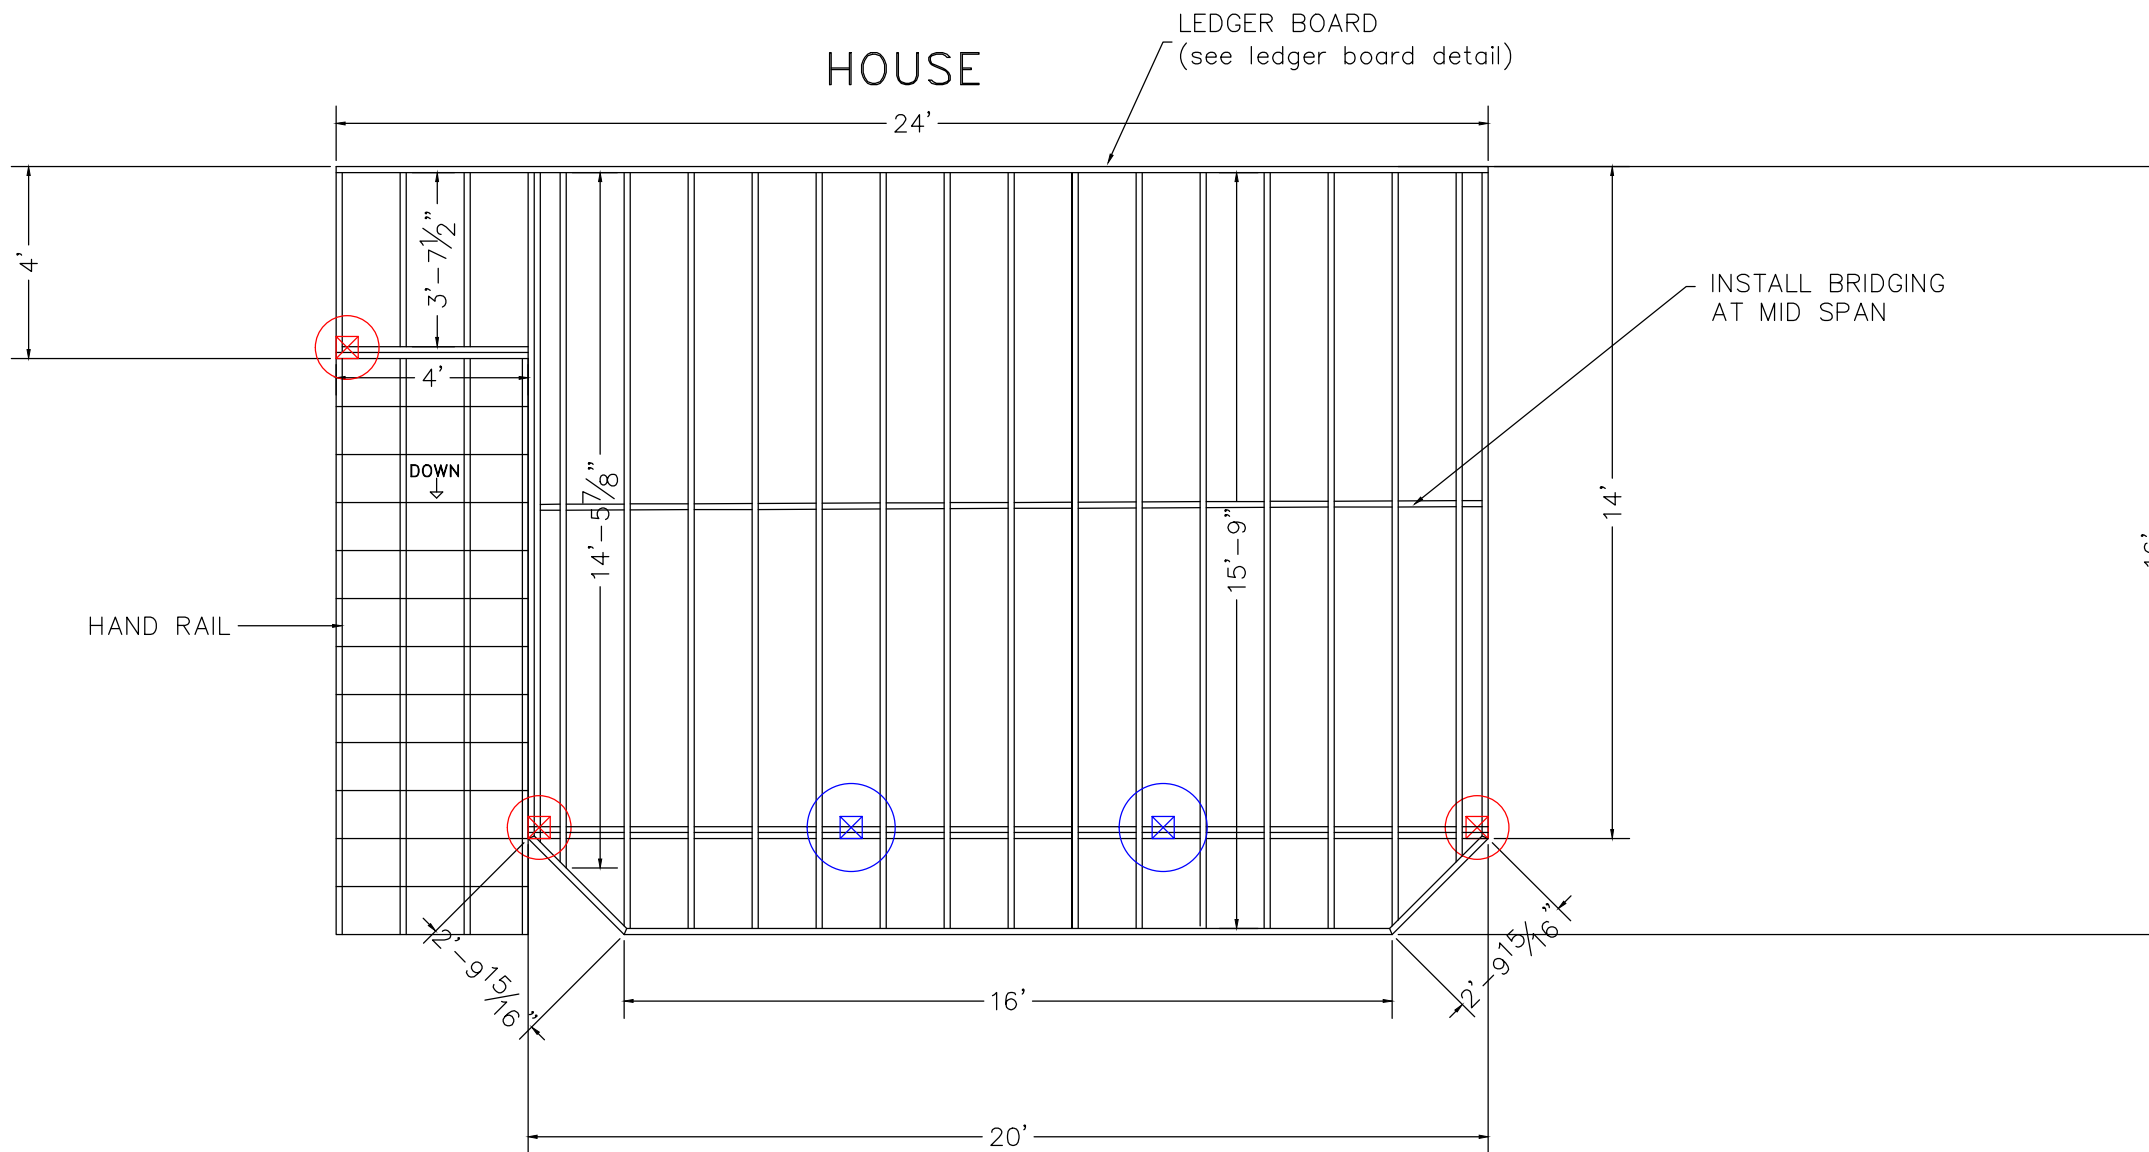 LEDGER BOARD
(see ledger board detail)
HOUSE
24'
4'
3'-7½"
INSTALL BRIDGING
AT MID SPAN
4'
DOWN
14'-5⅞"
15'-9"
14'
HAND RAIL
2'-9 15/16"
2'-9 15/16"
16'
20'